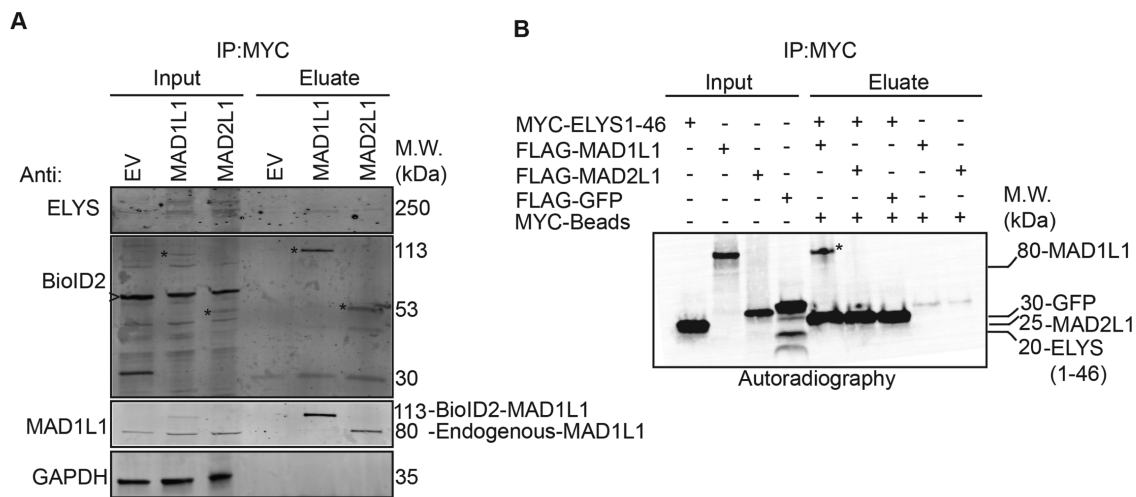 A
IP:MYC
Input Eluate
Anti: EV MAD1L1 MAD2L1 EV MAD1L1 MAD2L1 M.W. (kDa)
ELYS 250
* * 113
BioID2
> * * 53
30
MAD1L1 113-BioID2-MAD1L1
80-Endogenous-MAD1L1
GAPDH 35
B
IP:MYC
Input Eluate
MYC-ELYS1-46 + - - - + + + - -
FLAG-MAD1L1 - + - - + - - + -
FLAG-MAD2L1 - - + - - + - - +
FLAG-GFP - - - + - - + - -
MYC-Beads - - - - + + + + +
M.W.
(kDa)
* 80-MAD1L1
30-GFP
25-MAD2L1
20-ELYS
(1-46)
Autoradiography